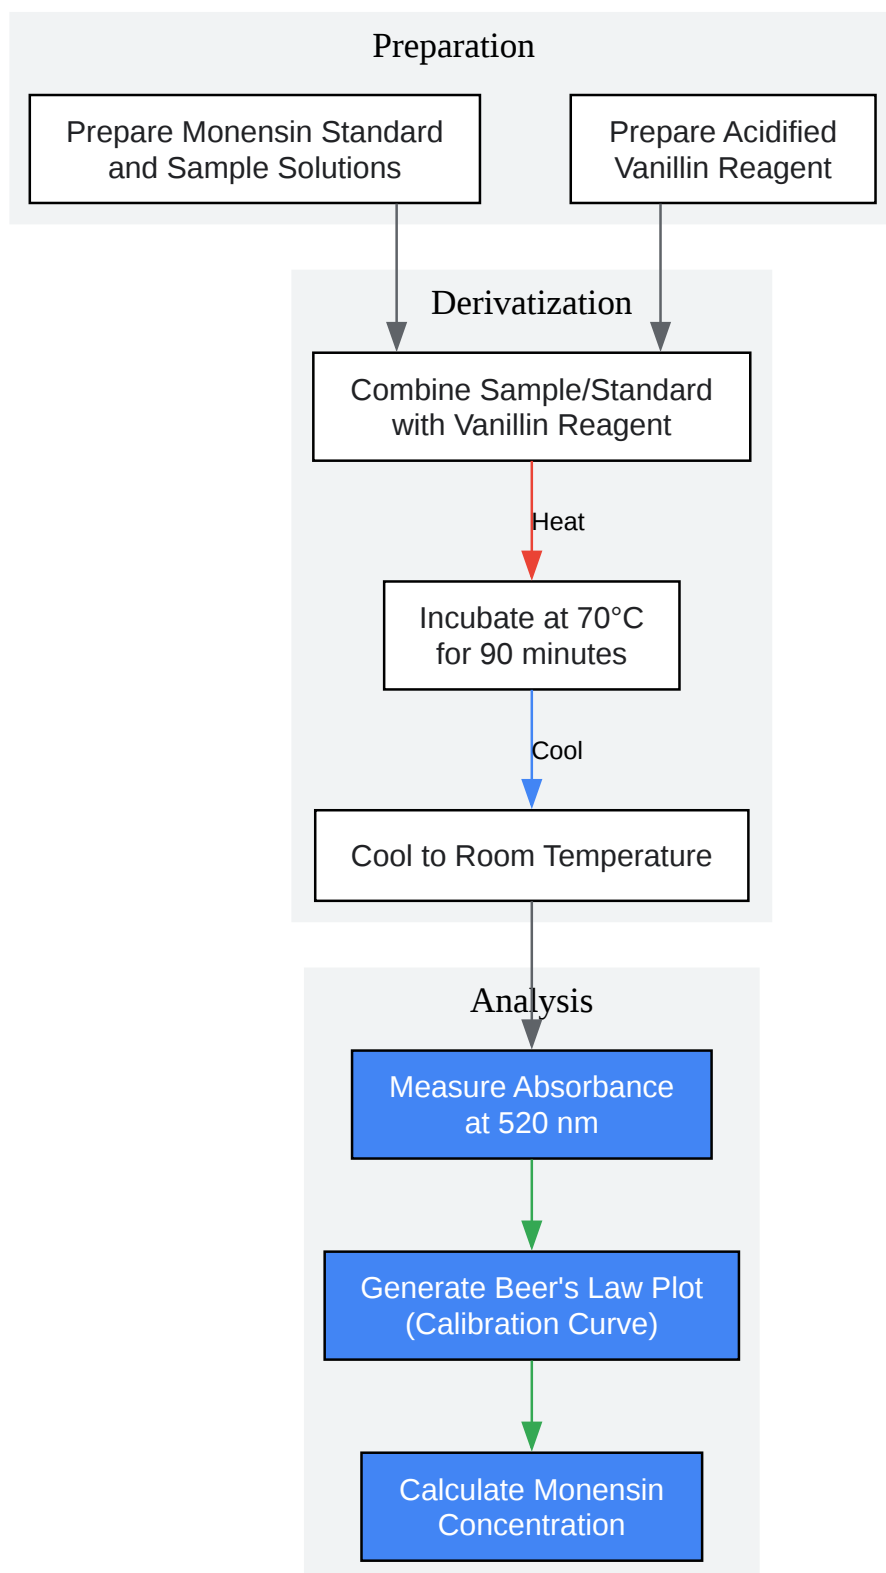 Preparation
Prepare Monensin Standard
and Sample Solutions
Prepare Acidified
Vanillin Reagent
Derivatization
Combine Sample/Standard
with Vanillin Reagent
Heat
Incubate at 70°C
for 90 minutes
Cool
Cool to Room Temperature
Analysis
Measure Absorbance
at 520 nm
Generate Beer's Law Plot
(Calibration Curve)
Calculate Monensin
Concentration